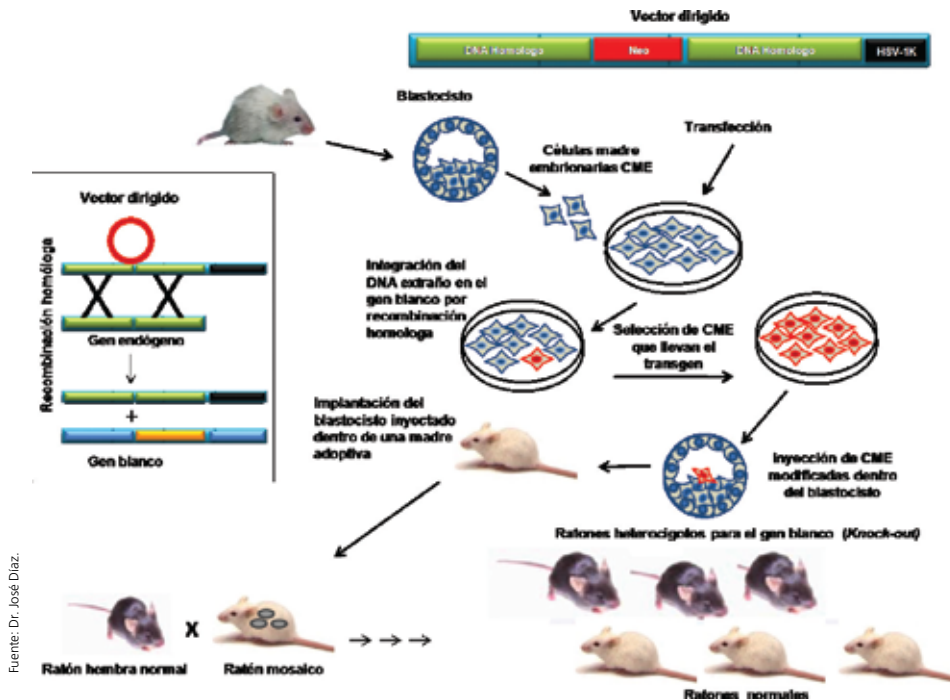 Vector dirigido
DNA Homologo
Neo
DNA Homologo
HSV-1K
Blastocisto
Células madre
embrionarias CME
Transfección
Vector dirigido
Recombinación homóloga
Gen endógeno
+
Gen blanco
Integración del
DNA extraño en el
gen blanco por
recombinación
homologa
Selección de CME
que llevan el
transgen
Implantación del
blastocisto inyectado
dentro de una madre
adoptiva
Inyección de CME
modificadas dentro
del blastocisto
Ratones heterocigotos para el gen blanco (Knock-out)
Fuente: Dr. José Díaz.
X
Ratón hembra normal
Ratón mosaico
Ratones normales